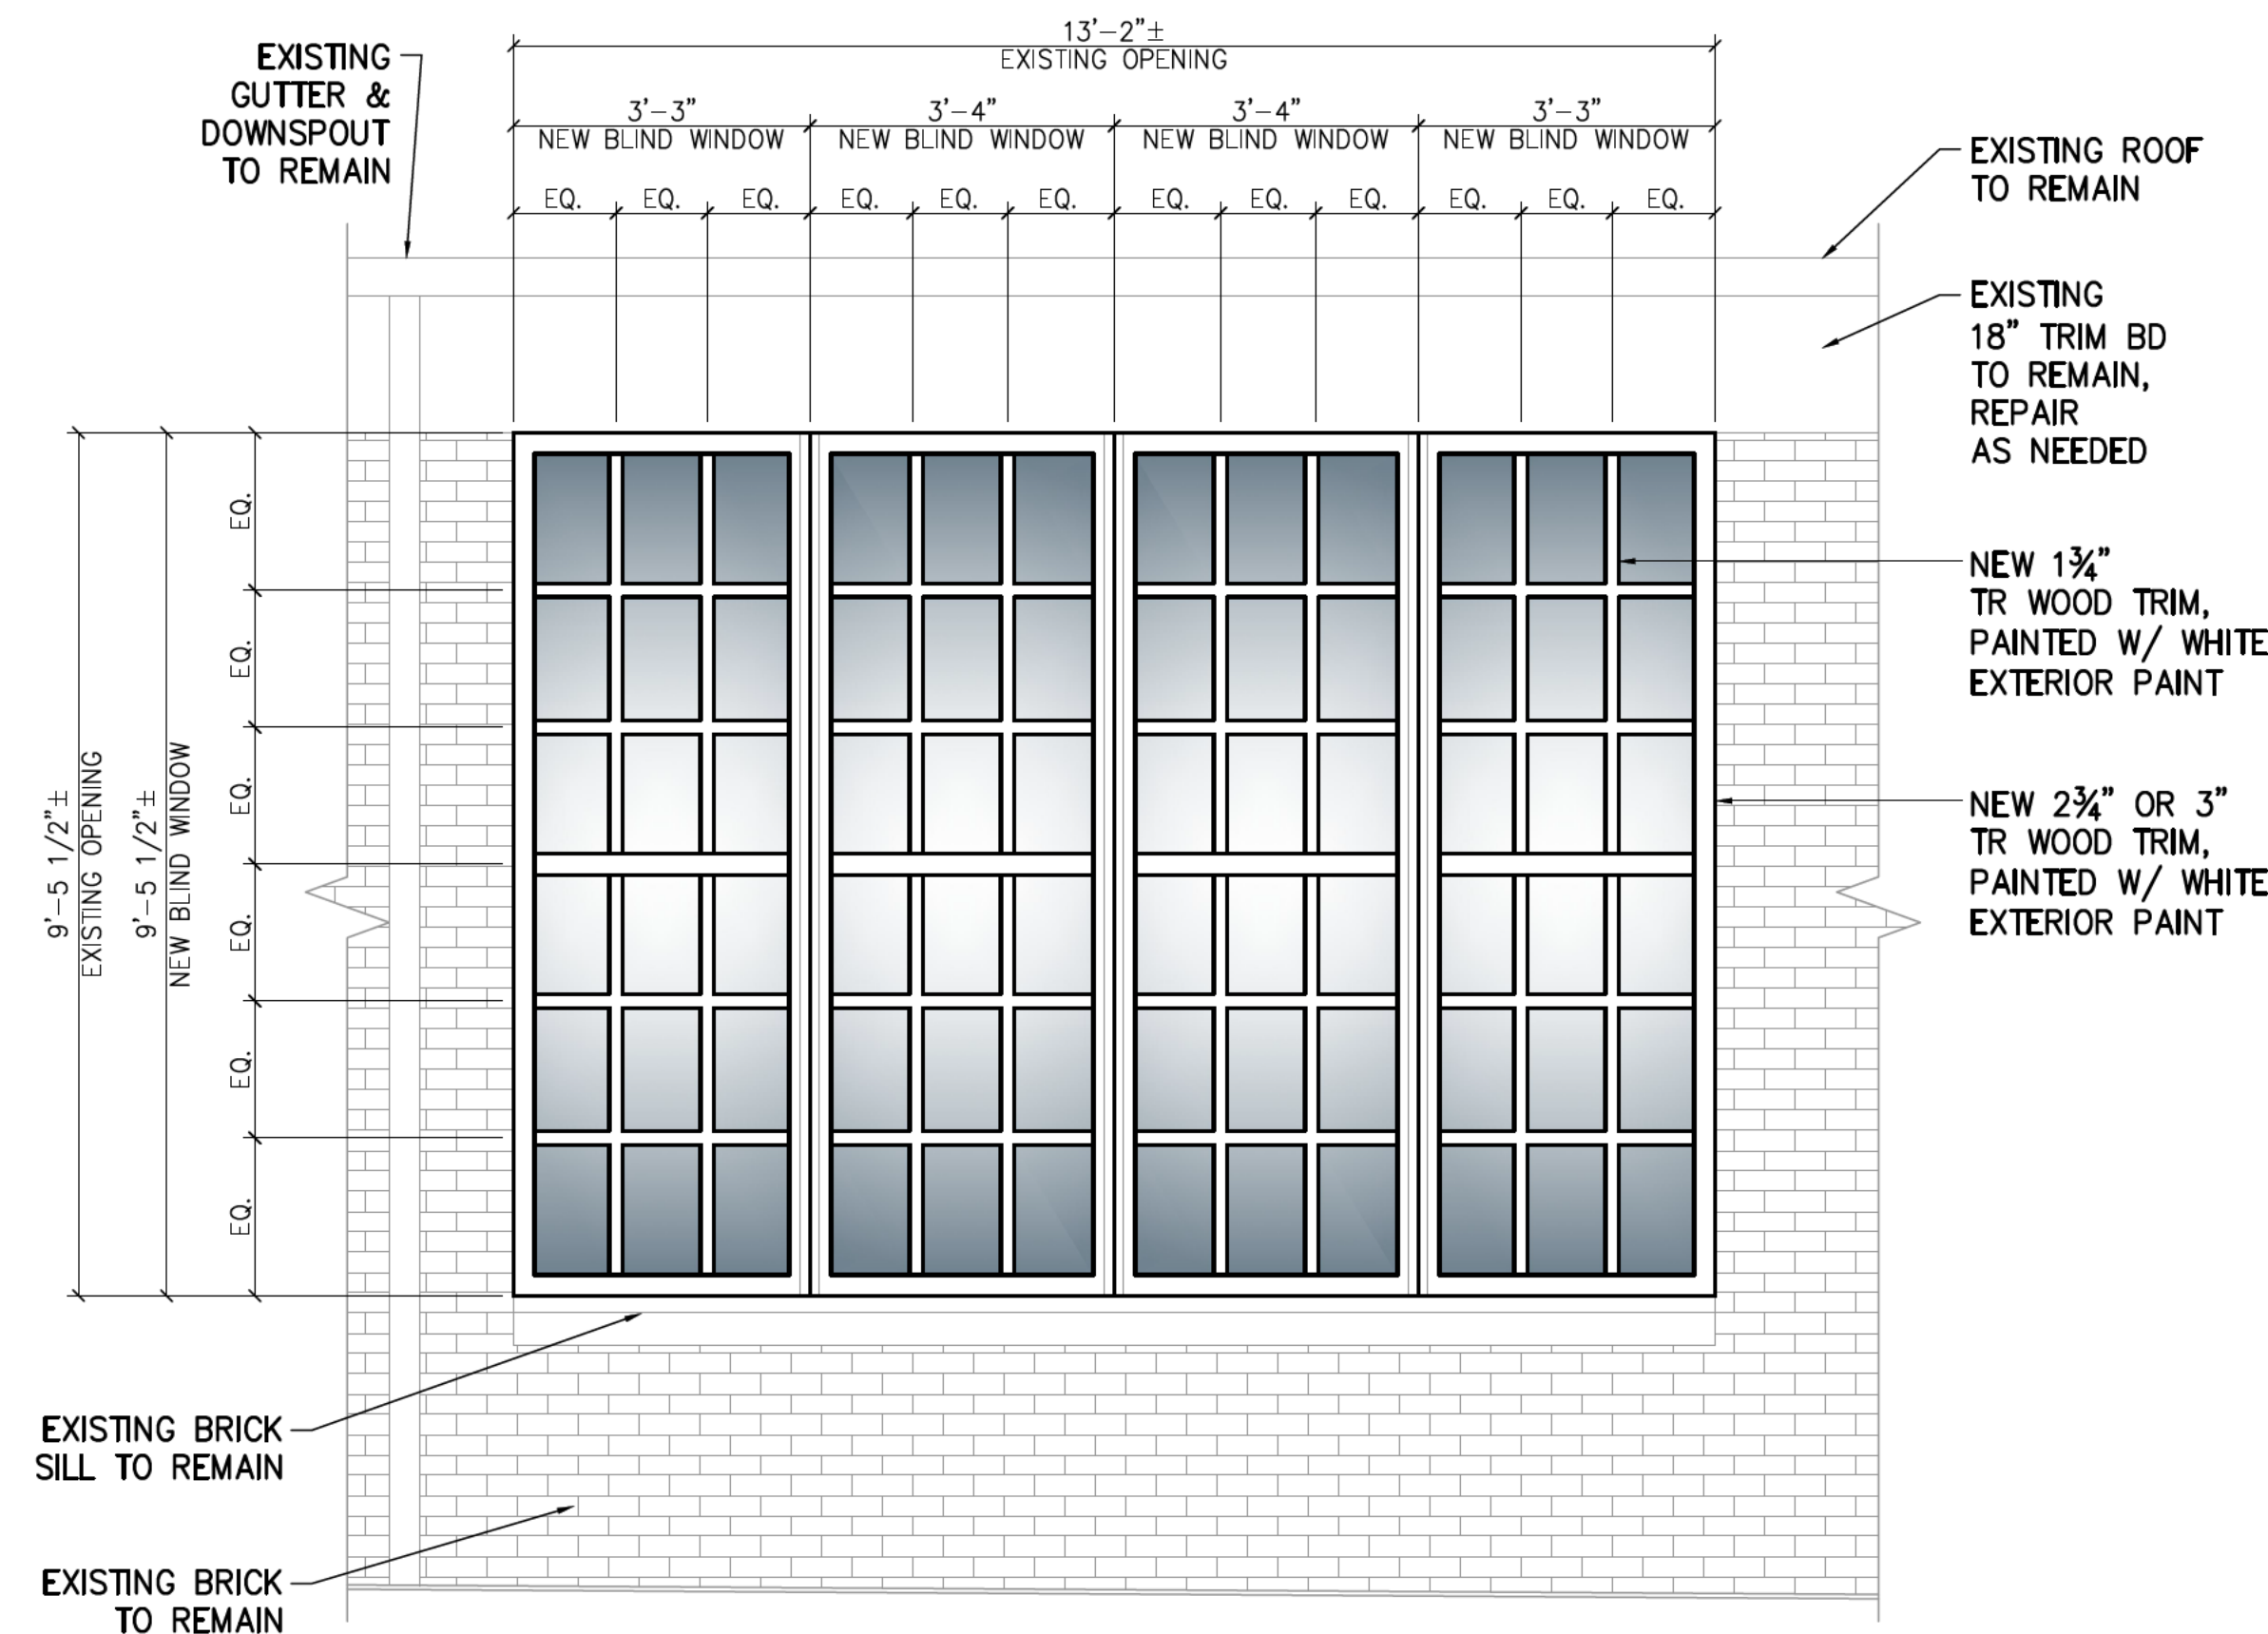 13'-2"±
EXISTING OPENING
EXISTING
GUTTER &
DOWNSPOUT
TO REMAIN
3'-3"
NEW BLIND WINDOW
3'-4"
NEW BLIND WINDOW
3'-4"
NEW BLIND WINDOW
3'-3"
NEW BLIND WINDOW
EQ. EQ. EQ. EQ. EQ. EQ. EQ. EQ. EQ. EQ. EQ. EQ.
EXISTING ROOF
TO REMAIN
EXISTING
18" TRIM BD
TO REMAIN,
REPAIR
AS NEEDED
NEW 1¾"
TR WOOD TRIM,
PAINTED W/ WHITE
EXTERIOR PAINT
NEW 2¾" OR 3"
TR WOOD TRIM,
PAINTED W/ WHITE
EXTERIOR PAINT
9'-5 1/2"±
EXISTING OPENING
9'-5 1/2"±
NEW BLIND WINDOW
EQ.
EQ.
EQ.
EQ.
EQ.
EQ.
EXISTING BRICK
SILL TO REMAIN
EXISTING BRICK
TO REMAIN